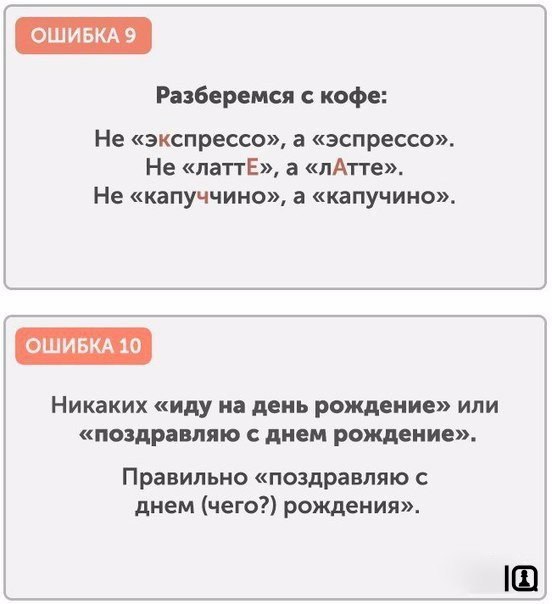 ОШИБКА 9
Разберемся с кофе:
Не «экспрессо», а «эспрессо».
Не «латтЕ», а «лАтте».
Не «капуччино», а «капучино».
ОШИБКА 10
Никаких «иду на день рождение» или
«поздравляю с днем рождение».
Правильно «поздравляю с
днем (чего?) рождения».
IQ